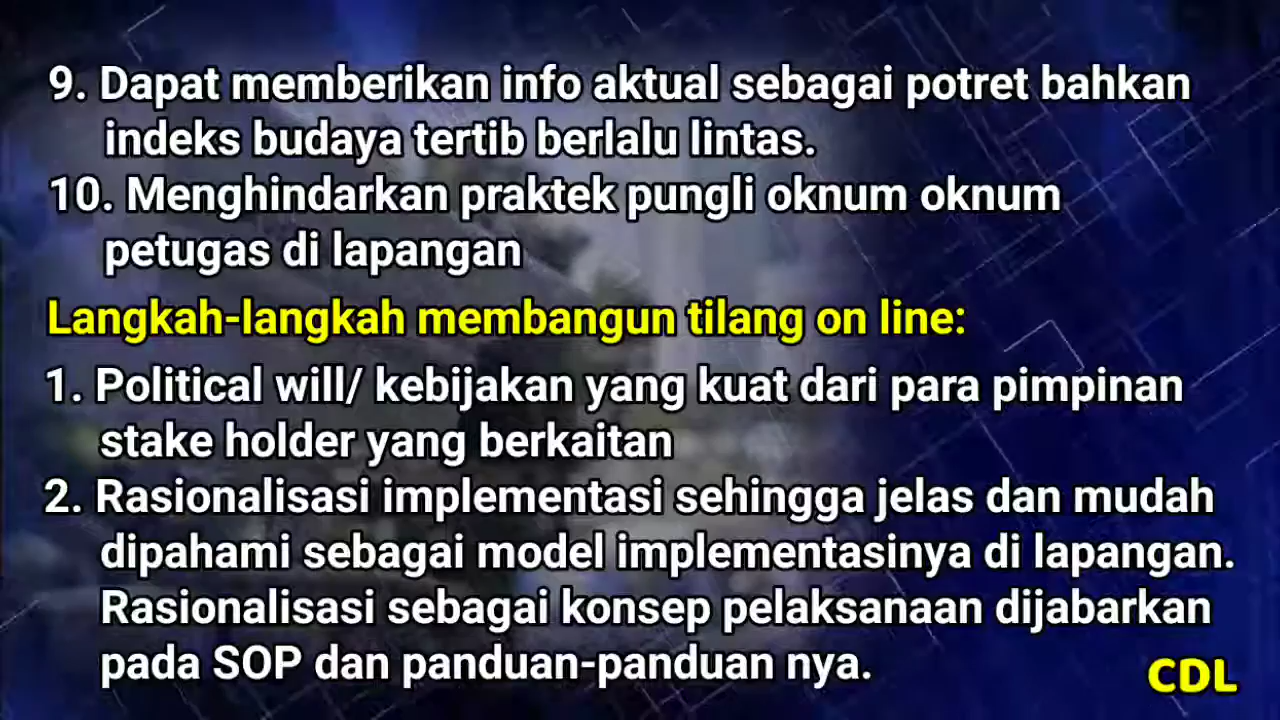 9. Dapat memberikan info aktual sebagai potret bahkan
indeks budaya tertib berlalu lintas.
10. Menghindarkan praktek pungli oknum oknum
petugas di lapangan
Langkah-langkah membangun tilang on line:
1. Political will/ kebijakan yang kuat dari para pimpinan
stake holder yang berkaitan
2. Rasionalisasi implementasi sehingga jelas dan mudah
dipahami sebagai model implementasinya di lapangan.
Rasionalisasi sebagai konsep pelaksanaan dijabarkan
pada SOP dan panduan-panduan nya.
CDL